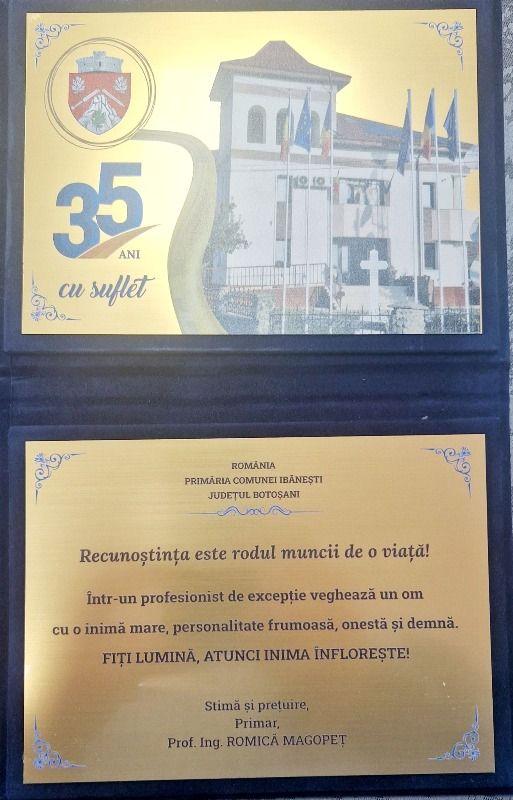 35
ANI
cu suflet
ROMÂNIA
PRIMĂRIA COMUNEI IBĂNEȘTI
JUDEȚUL BOTOȘANI
Recunoștința este rodul muncii de o viață!
Într-un profesionist de excepție veghează un om
cu o inimă mare, personalitate frumoasă, onestă și demnă.
FIȚI LUMINĂ, ATUNCI INIMA ÎNFLOREȘTE!
Stimă și prețuire,
Primar,
Prof. Ing. ROMICĂ MAGOPEȚ